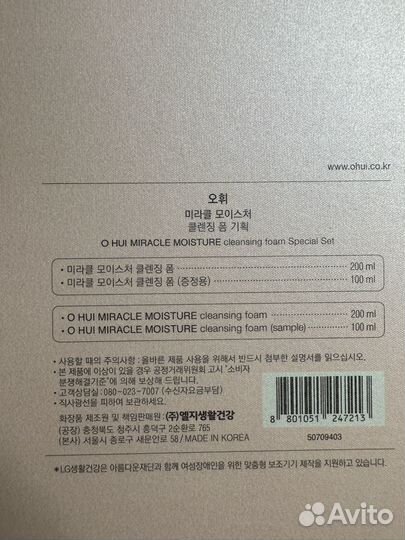 www.ohui.co.kr
오휘
미라클 모이스처
클렌징 폼 기획
O HUI MIRACLE MOISTURE cleansing foam Special Set
• 미라클 모이스처 클렌징 폼 200 ml
• 미라클 모이스처 클렌징 폼 (증정용) 100 ml
• O HUI MIRACLE MOISTURE cleansing foam 200 ml
• O HUI MIRACLE MOISTURE cleansing foam (sample) 100 ml
• 사용할 때의 주의사항 : 올바른 제품 사용을 위해서 반드시 첨부한 설명서를 읽으십시오.
• 본 제품에 이상이 있을 경우 공정거래위원회 고시 '소비자
분쟁해결기준'에 의해 보상해 드립니다.
• 고객상담실: 080-023-7007 (수신자요금부담)
• 직사광선을 피하여 보관하세요.
화장품 제조원 및 책임판매원 : (주)엘지생활건강
(공장) 충청북도 청주시 흥덕구 2순환로 765
(본사) 서울시 종로구 새문안로 58 / MADE IN KOREA
8 801051 247213
50709403
* LG생활건강은 아름다운재단과 함께 여성장애인을 위한 맞춤형 보조기기 제작을 지원하고 있습니다.
Avito